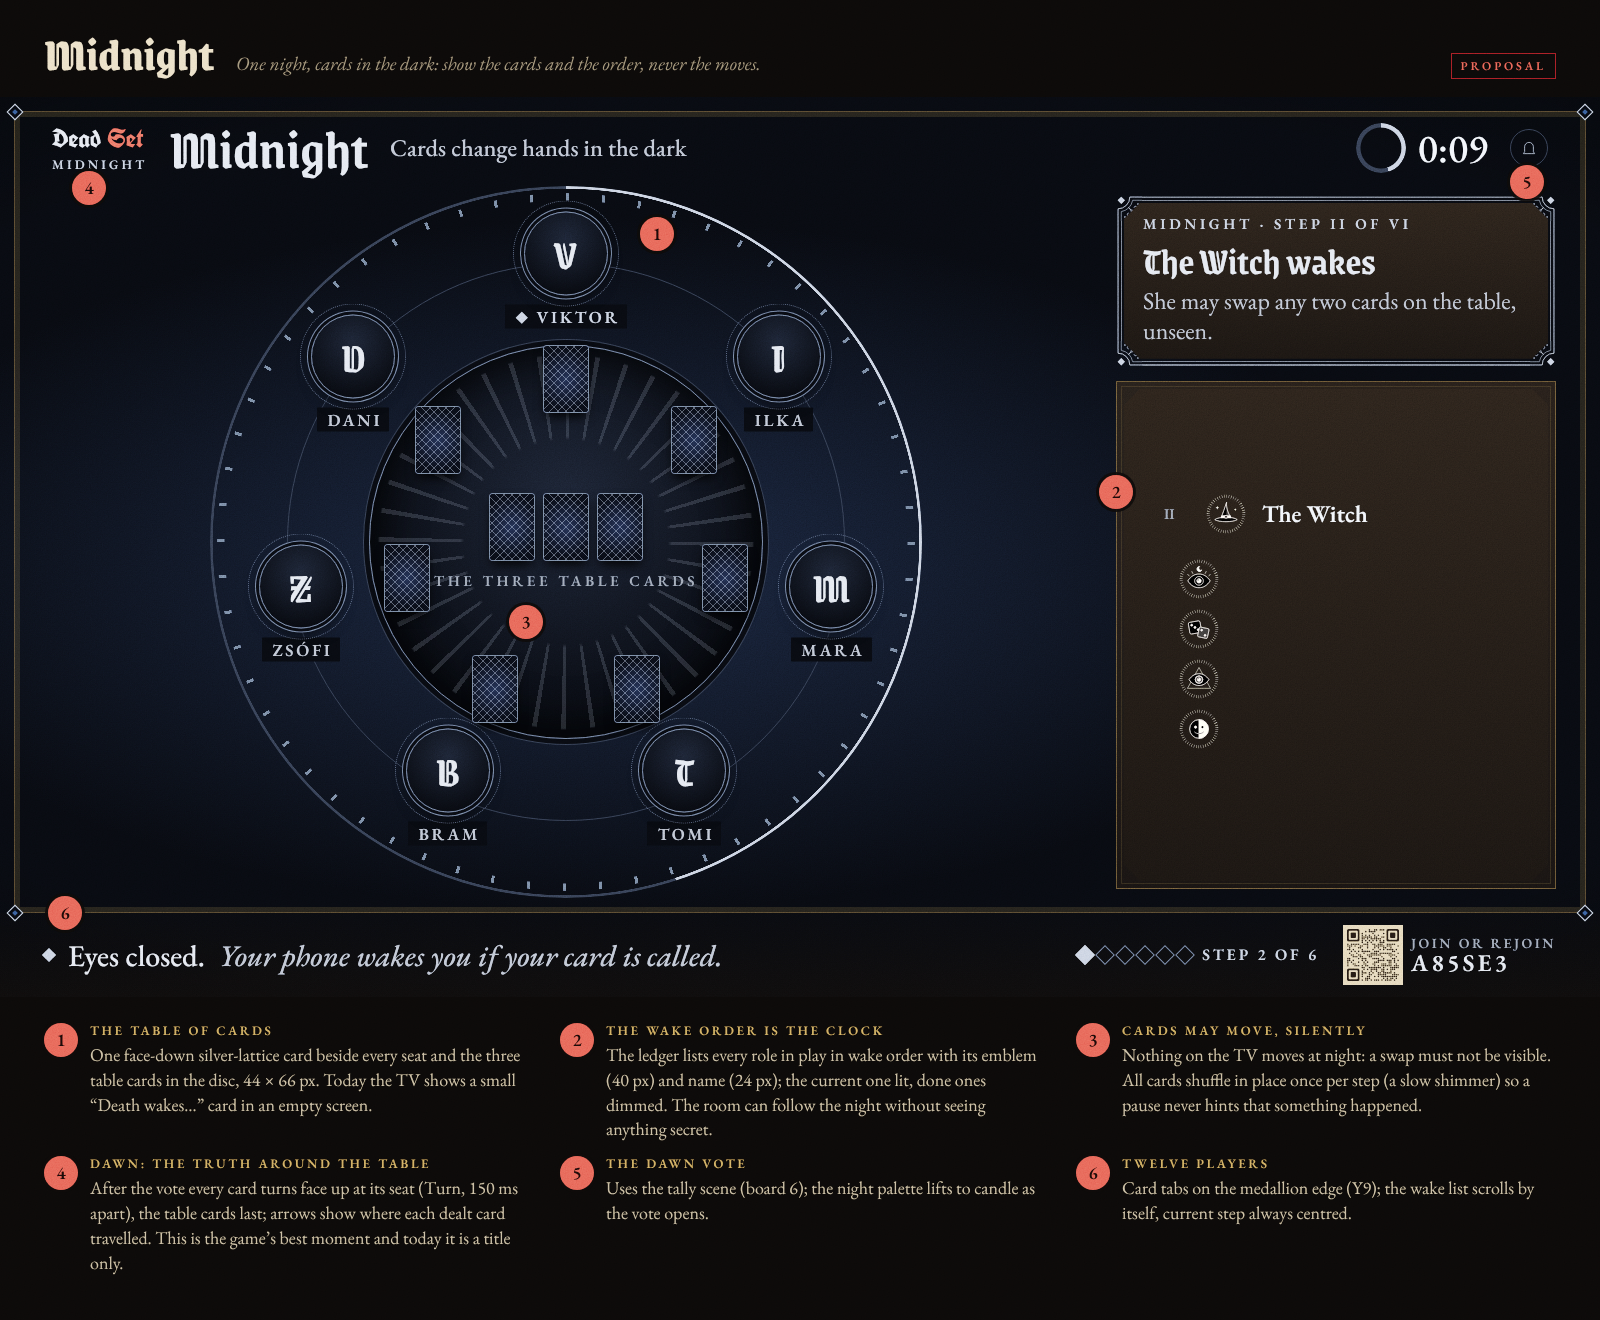 Midnight
One night, cards in the dark: show the cards and the order, never the moves.
PROPOSAL
Dead Set
MIDNIGHT
Midnight
Cards change hands in the dark
0:09
4
5
1
V
◆ VIKTOR
D
DANI
I
ILKA
Z
ZSÓFI
M
MARA
THE THREE TABLE CARDS
3
B
BRAM
T
TOMI
MIDNIGHT · STEP II OF VI
The Witch wakes
She may swap any two cards on the table,
unseen.
2
II
The Witch
6
Eyes closed. Your phone wakes you if your card is called.
STEP 2 OF 6
JOIN OR REJOIN
A85SE3
1
THE TABLE OF CARDS
One face-down silver-lattice card beside every seat and the three
table cards in the disc, 44 × 66 px. Today the TV shows a small
“Death wakes…” card in an empty screen.
2
THE WAKE ORDER IS THE CLOCK
The ledger lists every role in play in wake order with its emblem
(40 px) and name (24 px); the current one lit, done ones
dimmed. The room can follow the night without seeing
anything secret.
3
CARDS MAY MOVE, SILENTLY
Nothing on the TV moves at night: a swap must not be visible.
All cards shuffle in place once per step (a slow shimmer) so a
pause never hints that something happened.
4
DAWN: THE TRUTH AROUND THE TABLE
After the vote every card turns face up at its seat (Turn, 150 ms
apart), the table cards last; arrows show where each dealt card
travelled. This is the game’s best moment and today it is a title
only.
5
THE DAWN VOTE
Uses the tally scene (board 6); the night palette lifts to candle as
the vote opens.
6
TWELVE PLAYERS
Card tabs on the medallion edge (Y9); the wake list scrolls by
itself, current step always centred.